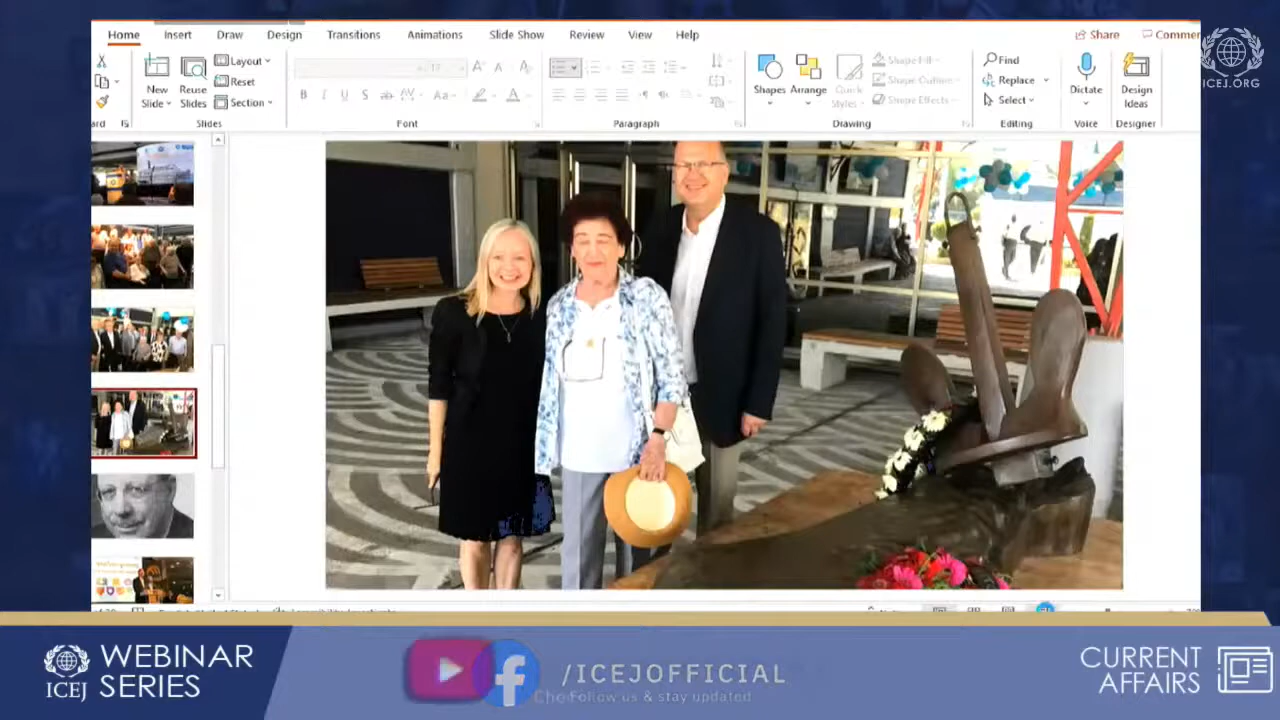 Home Insert Draw Design Transitions Animations Slide Show Review View Help Share
ICEJ.ORG
New Slide
Reuse Slides
Layout
Reset
Section
Slides
Font
Paragraph
Shapes
Arrange
Quick Styles
Shape Fill
Shape Outline
Shape Effects
Drawing
Find
Replace
Select
Editing
Dictate
Voice
Design Ideas
Designer
ICEJ
WEBINAR
SERIES
/ICEJOFFICIAL
Follow us & stay updated
CURRENT
AFFAIRS